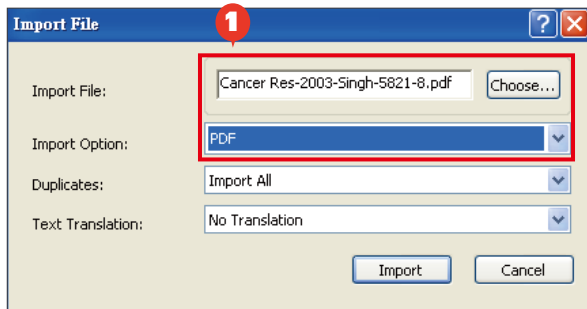 Import File
1
Import File: Cancer Res-2003-Singh-5821-8.pdf Choose...
Import Option: PDF
Duplicates: Import All
Text Translation: No Translation
Import Cancel